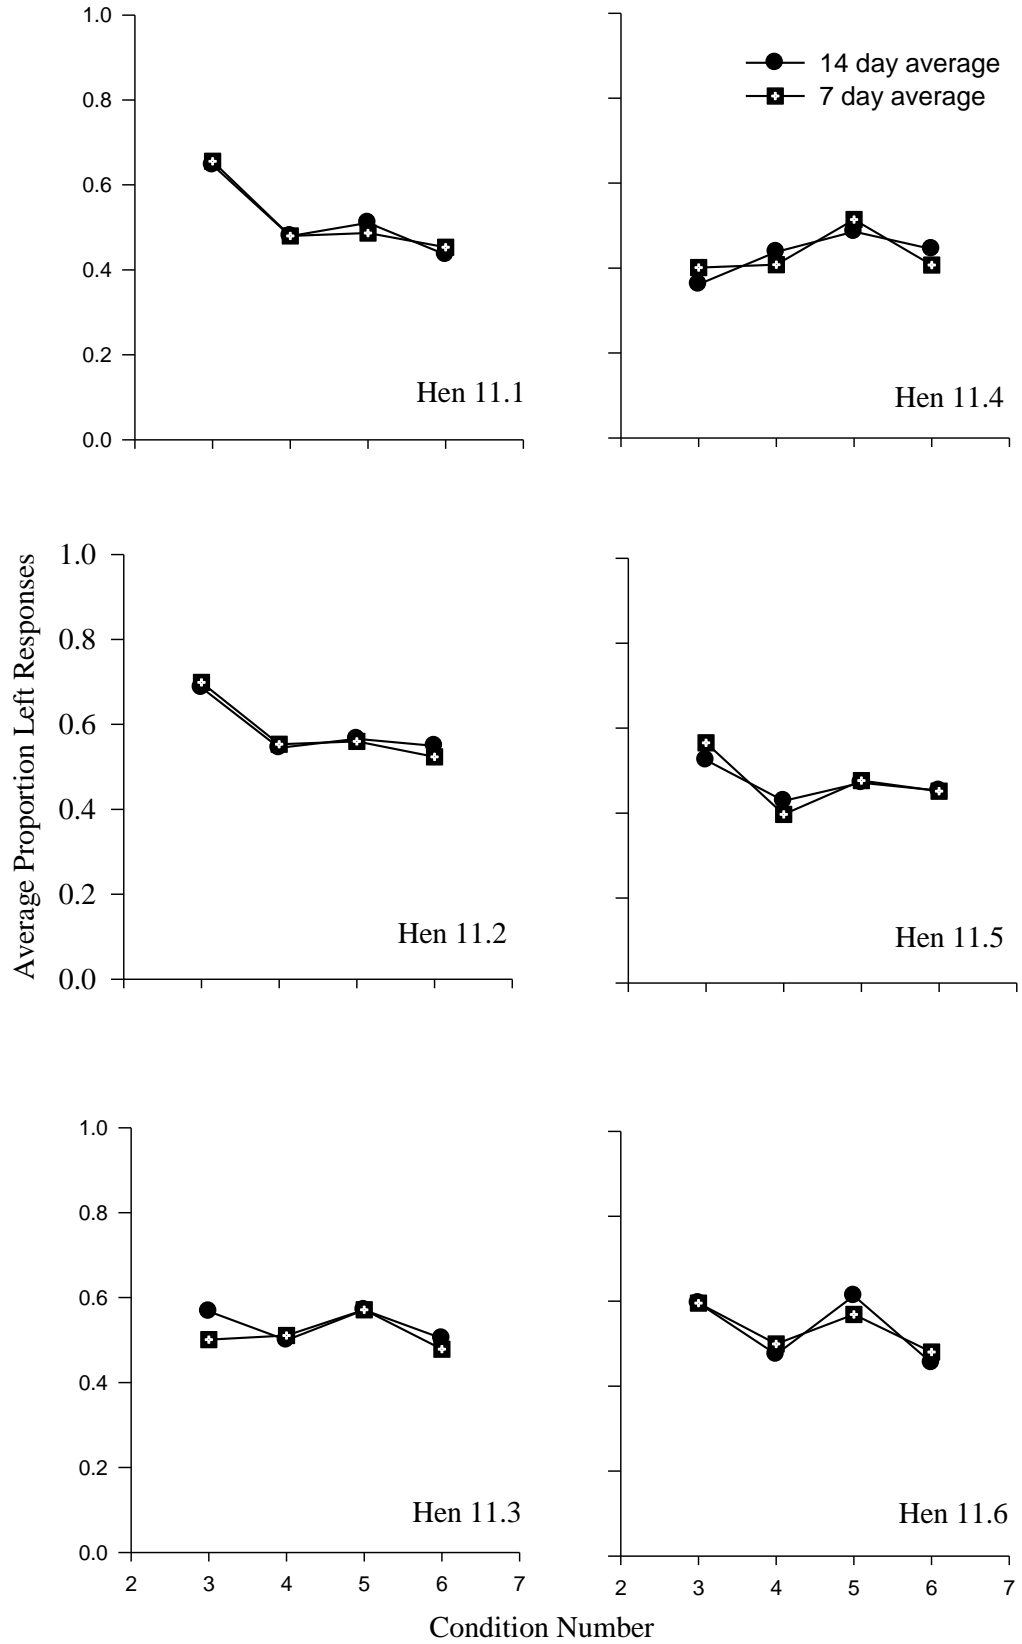 1.0
0.8
0.6
0.4
0.2
0.0
Hen 11.1
14 day average
7 day average
Hen 11.4
Average Proportion Left Responses
1.0
0.8
0.6
0.4
0.2
0.0
Hen 11.2
Hen 11.5
1.0
0.8
0.6
0.4
0.2
0.0
Hen 11.3
2 3 4 5 6 7
Hen 11.6
2 3 4 5 6 7
Condition Number